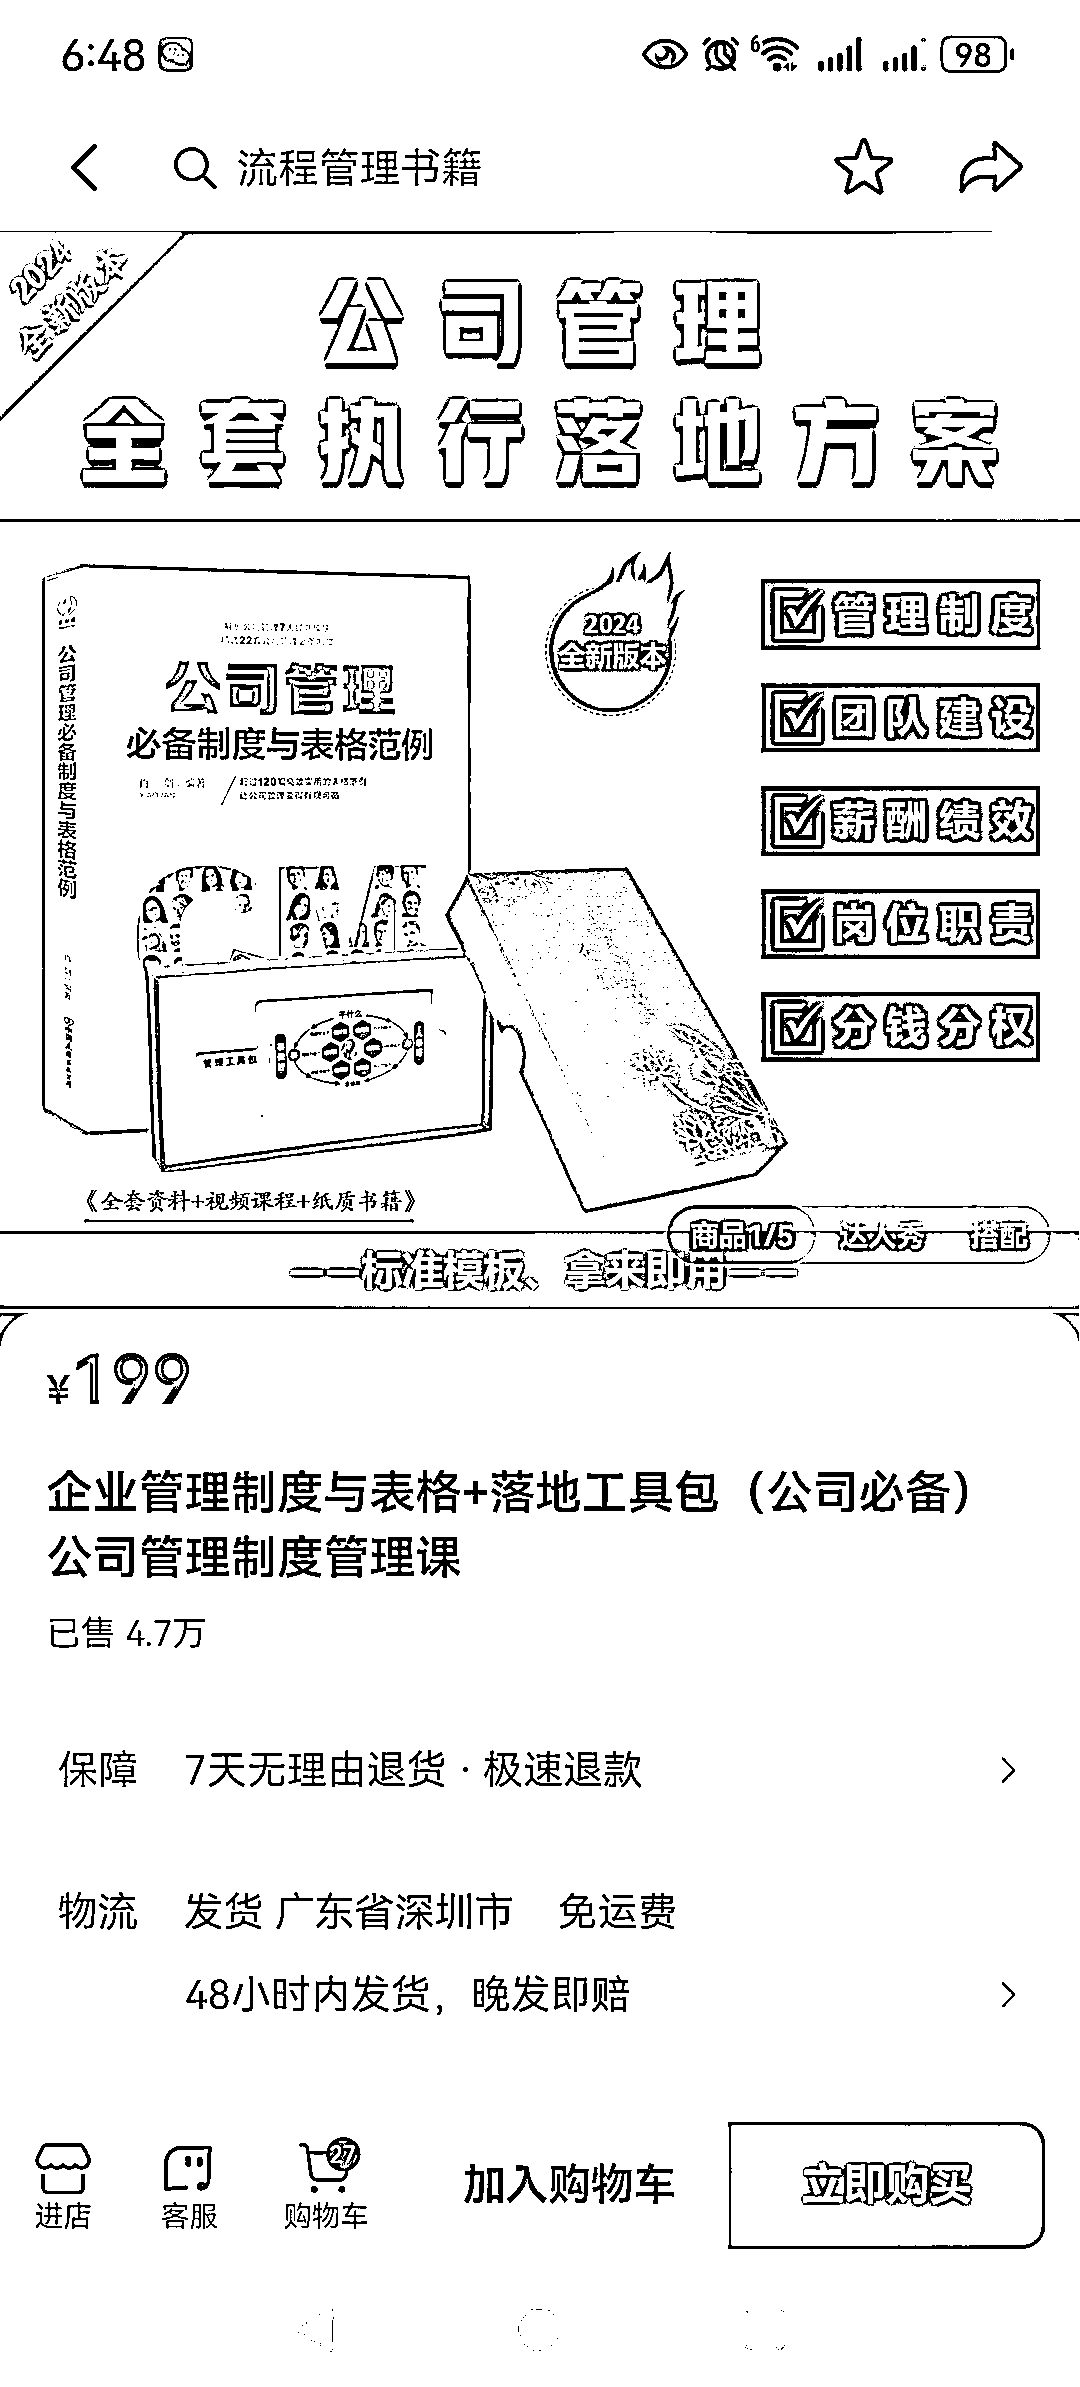 6:48
6
98
流程管理书籍
2024
全新版本
公司管理
全套执行落地方案
公司管理必备制度与表格范例
公司管理
必备制度与表格范例
2024
全新版本
管理制度
团队建设
薪酬绩效
岗位职责
分钱分权
管理工具包
干什么
《全套资料+视频课程+纸质书籍》
商品1/5 达人秀 搭配
——标准模板、拿来即用——
¥199
企业管理制度与表格+落地工具包（公司必备）
公司管理制度管理课
已售 4.7万
保障 7天无理由退货 · 极速退款
物流 发货 广东省深圳市 免运费
48小时内发货，晚发即赔
27
进店 客服 购物车 加入购物车 立即购买